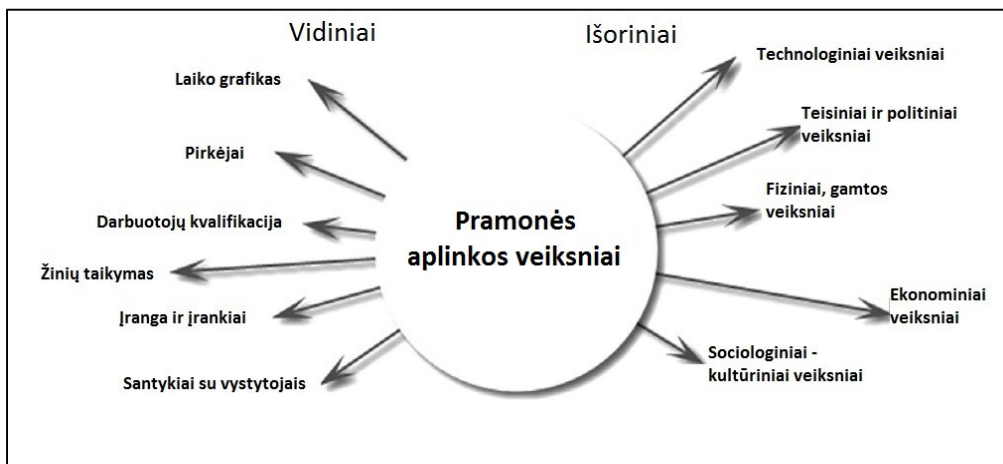 Vidiniai
Išoriniai
Laiko grafikas
Pirkėjai
Darbuotojų kvalifikacija
Žinių taikymas
Įranga ir įrankiai
Santykiai su vystytojais
Pramonės
aplinkos veiksniai
Technologiniai veiksniai
Teisiniai ir politiniai
veiksniai
Fiziniai, gamtos
veiksniai
Ekonominiai
veiksniai
Sociologiniai -
kultūriniai veiksniai